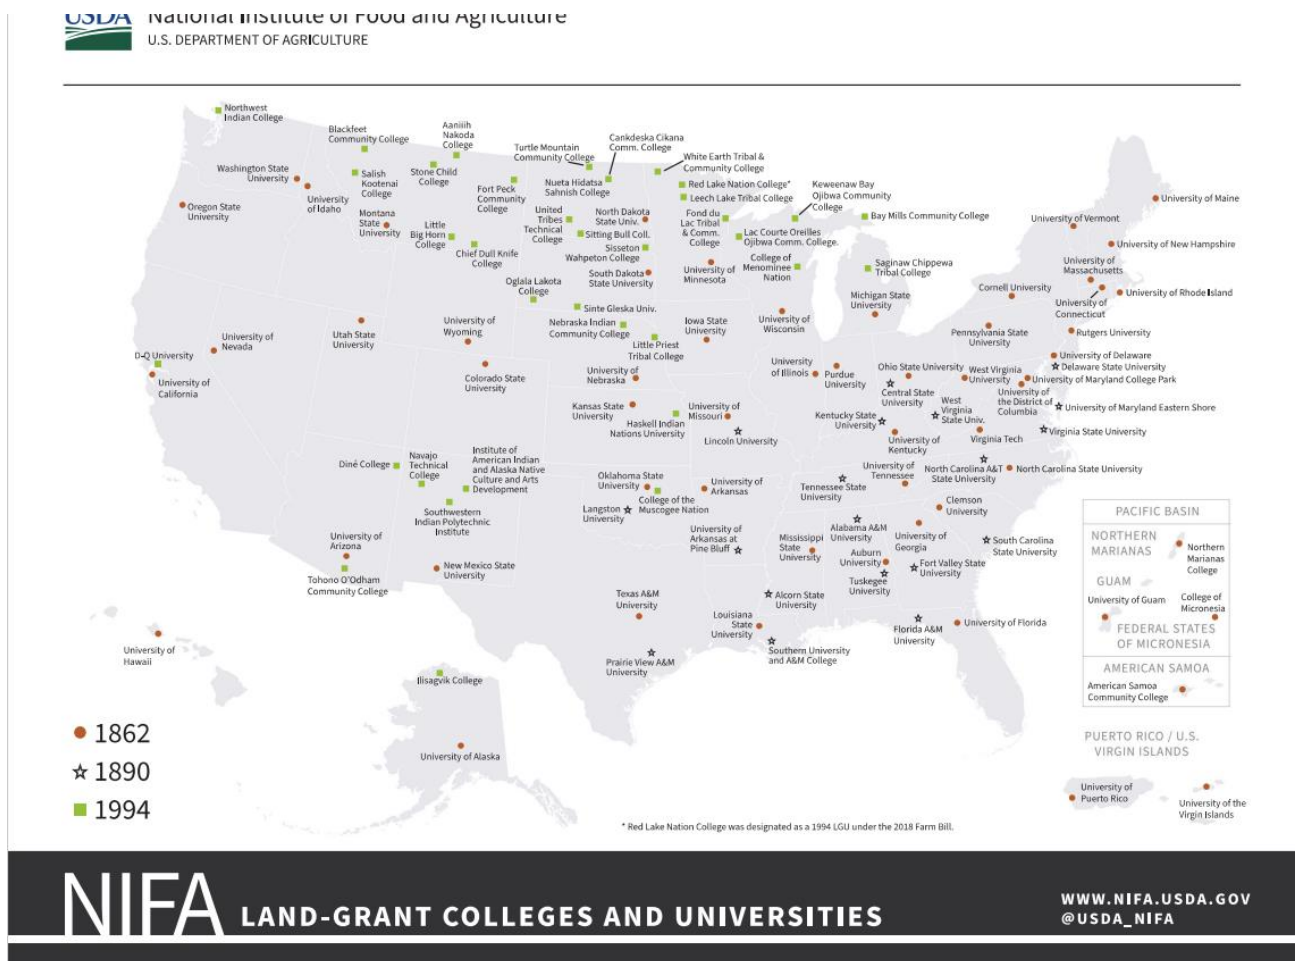 USDA
National Institute of Food and Agriculture
U.S. DEPARTMENT OF AGRICULTURE
Northwest
Indian College
Blackfeet
Community College
Aaniiih
Nakoda
College
Turtle Mountain
Community College
Cankdeska Cikana
Comm. College
White Earth Tribal &
Community College
Washington State
University
University
of Idaho
Salish
Kootenai
College
Stone Child
College
Fort Peck
Community
College
Nueta Hidatsa
Sahnish College
Red Lake Nation College*
Leech Lake Tribal College
Keweenaw Bay
Ojibwa Community
College
Bay Mills Community College
University of Maine
Oregon State
University
Montana
State
University
Little
Big Horn
College
Chief Dull Knife
College
United
Tribes
Technical
College
North Dakota
State Univ.
Sitting Bull Coll.
Sisseton
Wahpeton College
Fond du
Lac Tribal
& Comm.
College
Lac Courte Oreilles
Ojibwa Comm. College.
University of Vermont
University of New Hampshire
Oglala Lakota
College
South Dakota
State University
University of
Minnesota
College of
Menominee
Nation
Saginaw Chippewa
Tribal College
University of
Massachusetts
Cornell University
University of Rhode Island
University of
Connecticut
Sinte Gleska Univ.
Michigan State
University
University of
Nevada
Utah State
University
University of
Wyoming
Nebraska Indian
Community College
Little Priest
Tribal College
Iowa State
University
University of
Wisconsin
Pennsylvania State
University
Rutgers University
D-Q University
University of
California
Colorado State
University
University of
Nebraska
University
of Illinois
Purdue
University
Ohio State University
West Virginia
University
University of Delaware
Delaware State University
University of Maryland College Park
Kansas State
University
Haskell Indian
Nations University
University of
Missouri
Lincoln University
Kentucky State
University
Central State
University
West
Virginia
State Univ.
University of
the District of
Columbia
University of Maryland Eastern Shore
University of
Kentucky
Virginia Tech
Virginia State University
Diné College
Navajo
Technical
College
Institute of
American Indian
and Alaska Native
Culture and Arts
Development
Southwestern
Indian Polytechnic
Institute
Oklahoma State
University
College of the
Muscogee Nation
Langston
University
University of
Arkansas
Tennessee State
University
University of
Tennessee
North Carolina A&T
State University
North Carolina State University
University of
Arizona
Tohono O'Odham
Community College
New Mexico State
University
University of
Arkansas at
Pine Bluff
Mississippi
State
University
Alabama A&M
University
Auburn
University
Tuskegee
University
University of
Georgia
Clemson
University
South Carolina
State University
Fort Valley State
University
Texas A&M
University
Prairie View A&M
University
Louisiana
State
University
Alcorn State
University
Southern University
and A&M College
Florida A&M
University
University of Florida
University of
Hawaii
Ilisagvik College
University of Alaska
PACIFIC BASIN
NORTHERN
MARIANAS
Northern
Marianas
College
GUAM
University of Guam
College of
Micronesia
FEDERAL STATES
OF MICRONESIA
AMERICAN SAMOA
American Samoa
Community College
PUERTO RICO / U.S.
VIRGIN ISLANDS
University of
Puerto Rico
University of the
Virgin Islands
1862
1890
1994
* Red Lake Nation College was designated as a 1994 LGU under the 2018 Farm Bill.
NIFA LAND-GRANT COLLEGES AND UNIVERSITIES
WWW.NIFA.USDA.GOV
@USDA_NIFA